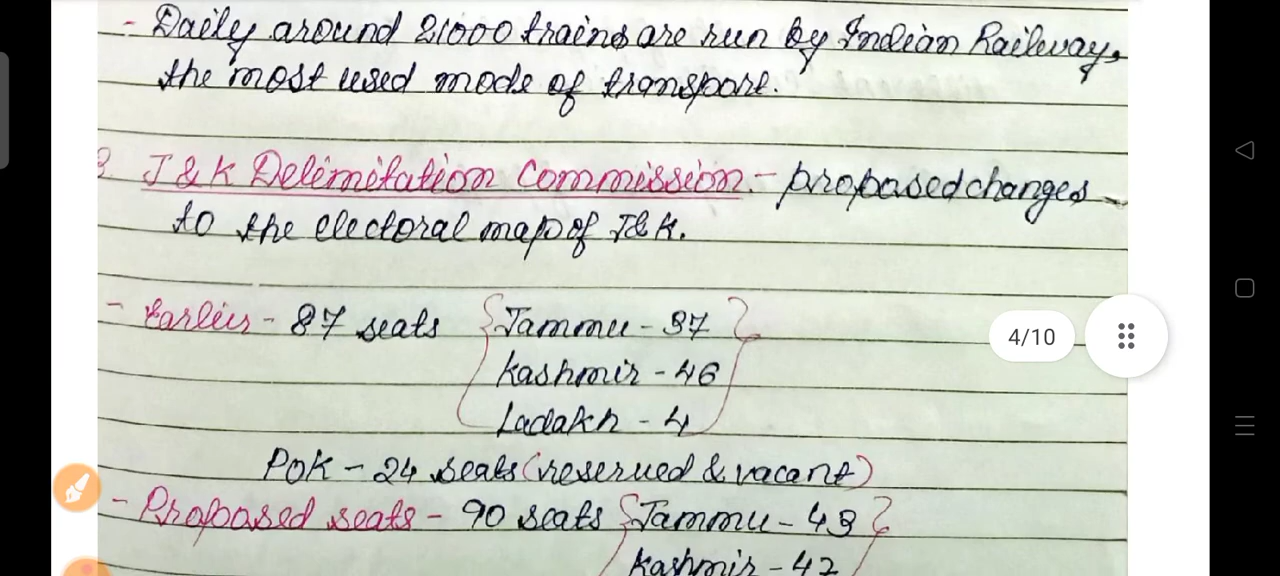 - Daily around 21000 trains are run by Indian Railway,
the most used mode of transport.
3. J & K Delimitation Commission - proposed changes
to the electoral map of J&K.
- Earlier - 87 seats { Jammu - 37 }
Kashmir - 46
Ladakh - 4
4/10
POK - 24 seats (reserved & vacant)
- Proposed seats - 90 seats { Jammu - 43 }
Kashmir - 47